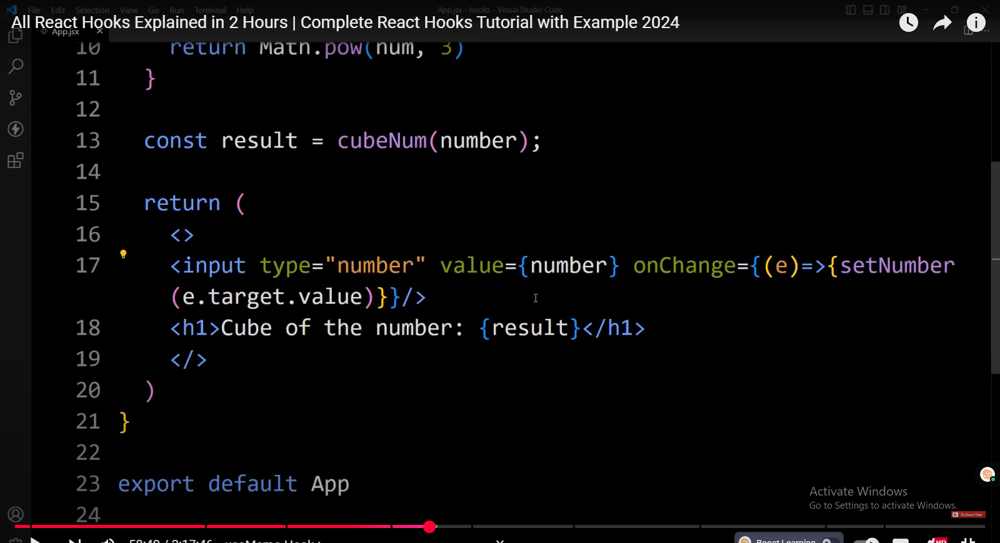 File Edit Selection View Go Run Terminal Help
App.jsx - hooks - Visual Studio Code
All React Hooks Explained in 2 Hours | Complete React Hooks Tutorial with Example 2024
App.jsx
10 return Math.pow(num, 3)
11 }
12
13 const result = cubeNum(number);
14
15 return (
16 <>
17 <input type="number" value={number} onChange={(e)=>{setNumber
(e.target.value)}}/>
18 <h1>Cube of the number: {result}</h1>
19 </>
20 )
21 }
22
23 export default App
24
Activate Windows
Go to Settings to activate Windows.
Subscribe
Boost Learning
HD